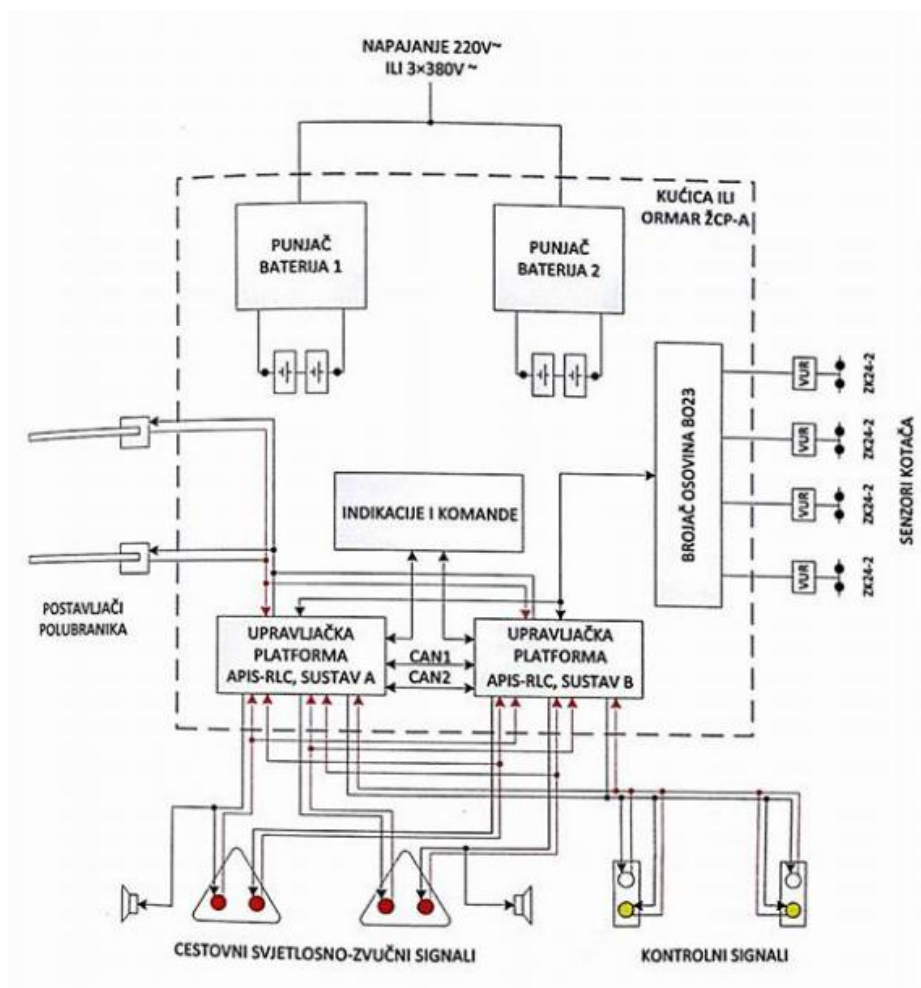 NAPAJANJE 220V~
ILI 3×380V ~
KUĆICA ILI
ORMAR ŽCP-A
PUNJAČ
BATERIJA 1
PUNJAČ
BATERIJA 2
BROJAČ OSOVINA BO23
VUR
ZK24-2
VUR
ZK24-2
VUR
ZK24-2
VUR
ZK24-2
SENZORI KOTAČA
INDIKACIJE I KOMANDE
POSTAVLJAČI
POLUBRANIKA
UPRAVLJAČKA
PLATFORMA
APIS-RLC, SUSTAV A
CAN1
CAN2
UPRAVLJAČKA
PLATFORMA
APIS-RLC, SUSTAV B
CESTOVNI SVJETLOSNO-ZVUČNI SIGNALI
KONTROLNI SIGNALI